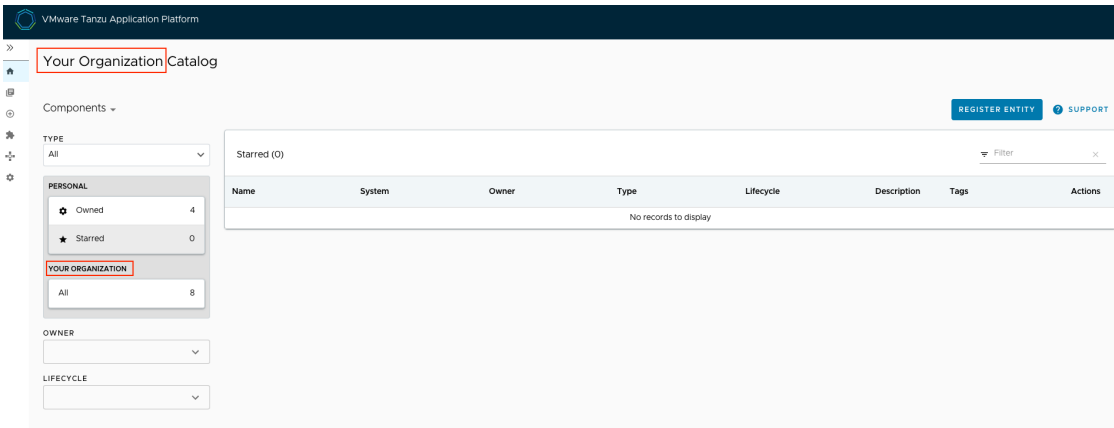 VMware Tanzu Application Platform
Your Organization Catalog
Components
REGISTER ENTITY
SUPPORT
TYPE
All
PERSONAL
Owned 4
Starred 0
YOUR ORGANIZATION
All 8
OWNER
LIFECYCLE
Starred (0)
Filter
Name System Owner Type Lifecycle Description Tags Actions
No records to display